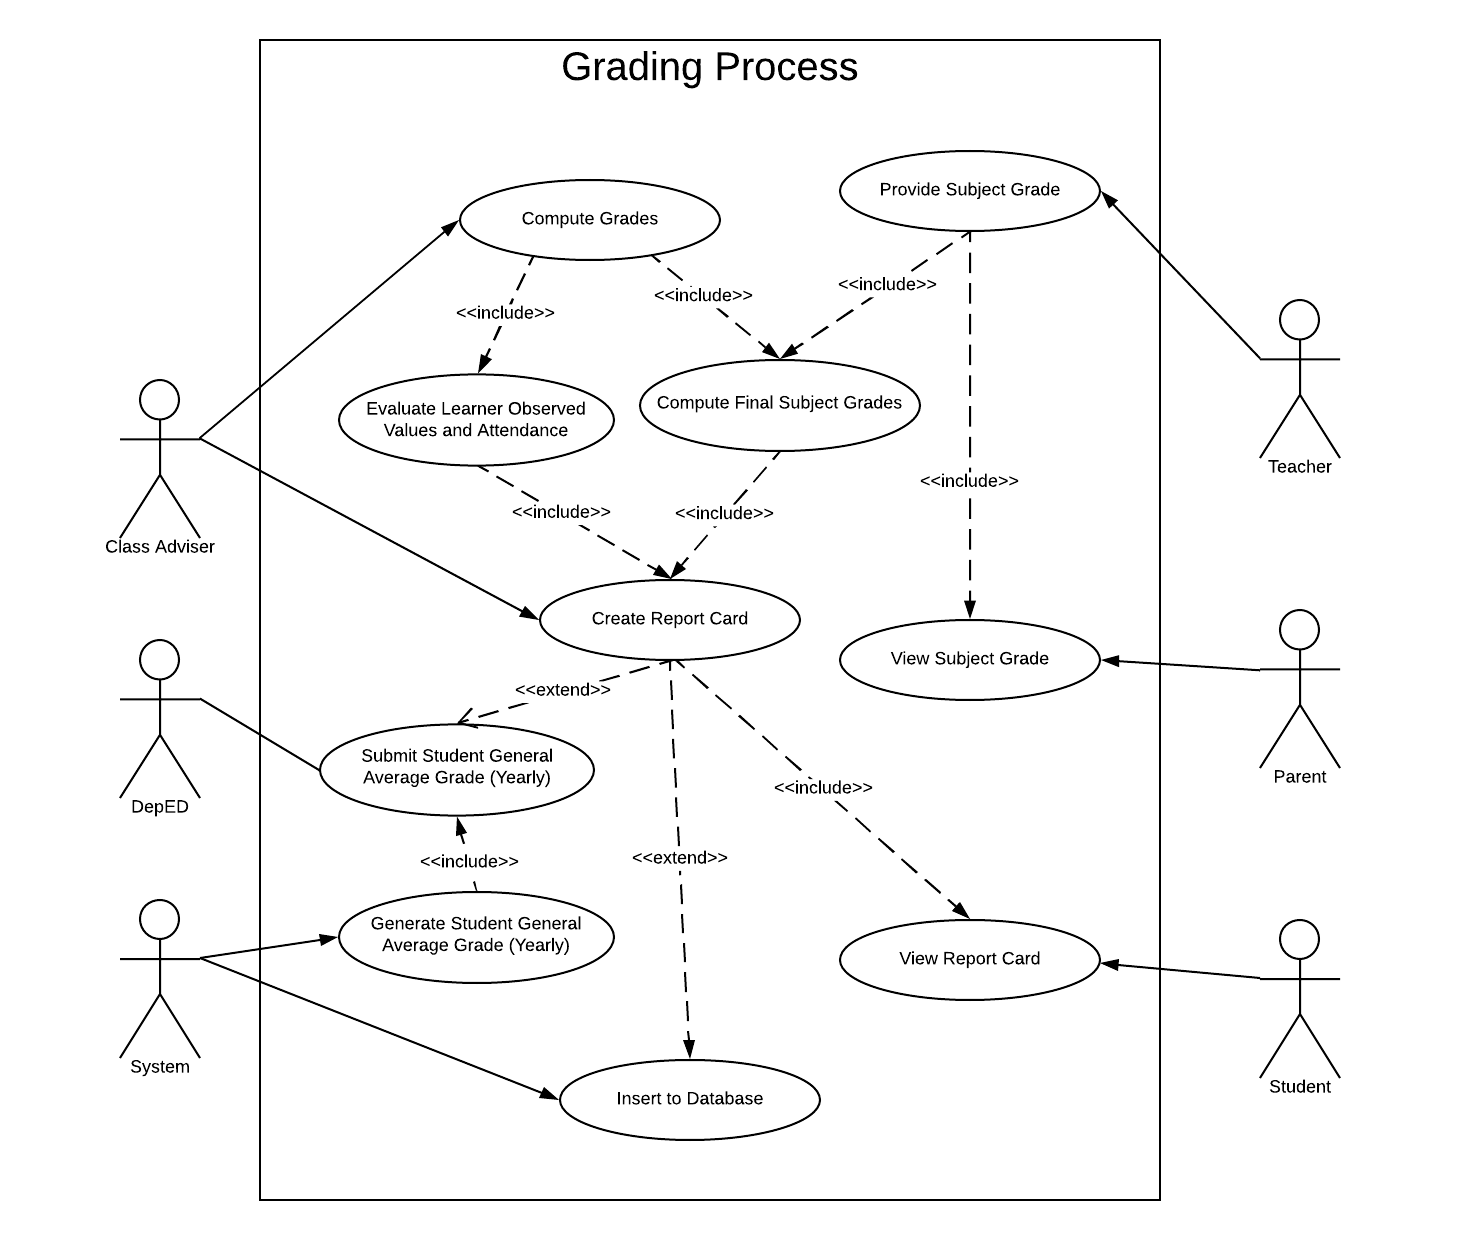 Grading Process
Provide Subject Grade
Compute Grades
<<include>>
<<include>>
<<include>>
Evaluate Learner Observed
Values and Attendance
Compute Final Subject Grades
Teacher
<<include>>
<<include>>
<<include>>
Class Adviser
Create Report Card
View Subject Grade
<<extend>>
Submit Student General
Average Grade (Yearly)
Parent
<<include>>
DepED
<<include>>
<<extend>>
Generate Student General
Average Grade (Yearly)
View Report Card
System
Student
Insert to Database